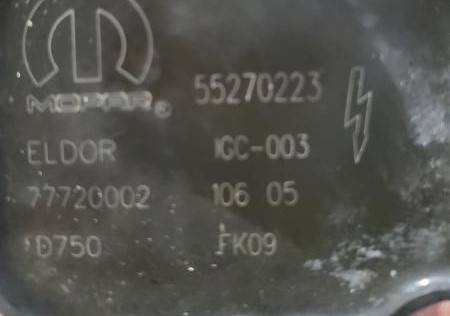 MOPAR®
55270223
ELDOR IGC-003
77720002 106 05
D750 FK09